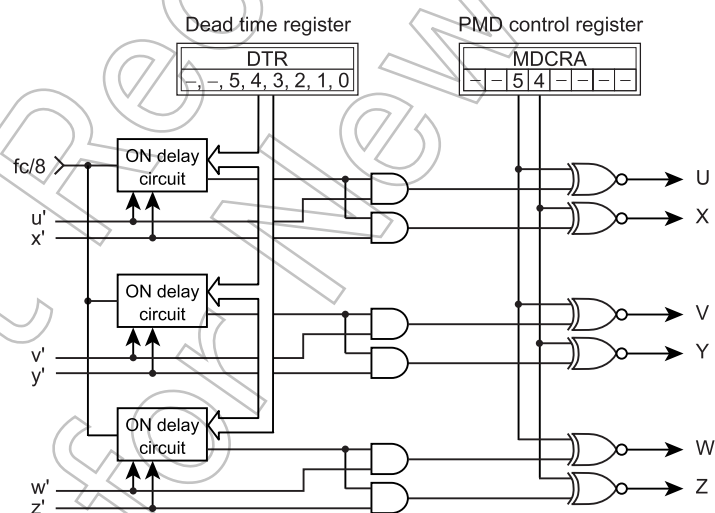 Dead time register
PMD control register
DTR
–, –, 5, 4, 3, 2, 1, 0
MDCRA
– – 5 4 – – – –
ON delay
circuit
fc/8
u'
x'
U
X
ON delay
circuit
v'
y'
V
Y
ON delay
circuit
w'
z'
W
Z